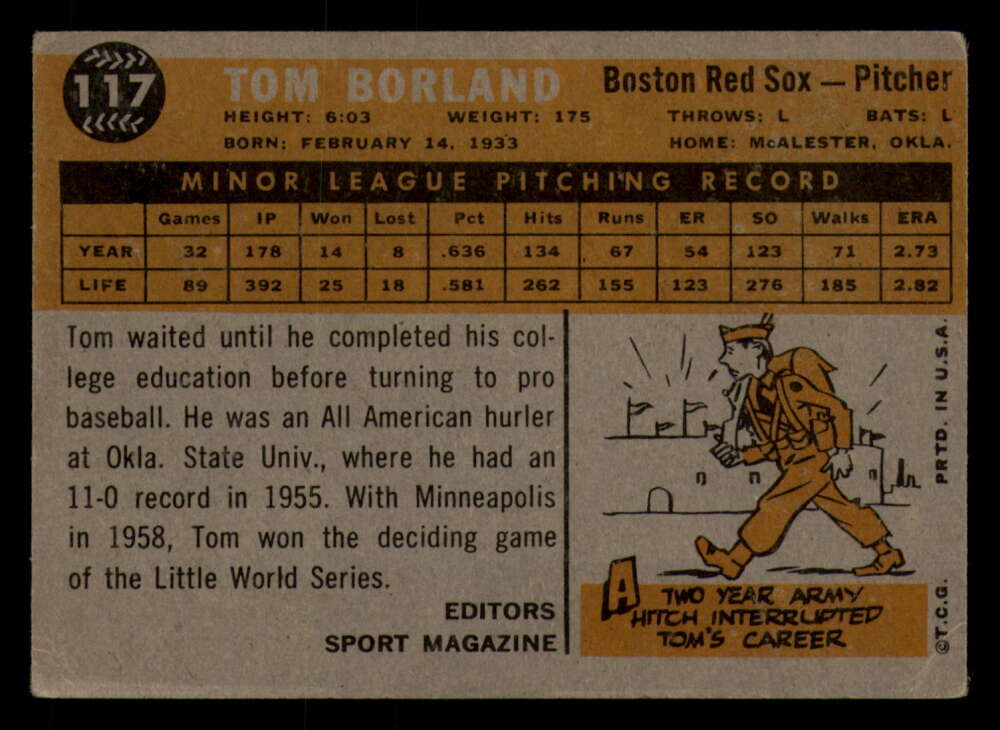 117
TOM BORLAND Boston Red Sox — Pitcher
HEIGHT: 6:03 WEIGHT: 175 THROWS: L BATS: L
BORN: FEBRUARY 14, 1933 HOME: McALESTER, OKLA.
MINOR LEAGUE PITCHING RECORD
Games IP Won Lost Pct Hits Runs ER SO Walks ERA
YEAR 32 178 14 8 .636 134 67 54 123 71 2.73
LIFE 89 392 25 18 .581 262 155 123 276 185 2.82
Tom waited until he completed his col-
lege education before turning to pro
baseball. He was an All American hurler
at Okla. State Univ., where he had an
11-0 record in 1955. With Minneapolis
in 1958, Tom won the deciding game
of the Little World Series.
EDITORS
SPORT MAGAZINE
A TWO YEAR ARMY
HITCH INTERRUPTED
TOM'S CAREER
PRTD. IN U.S.A.
©T.C.G.